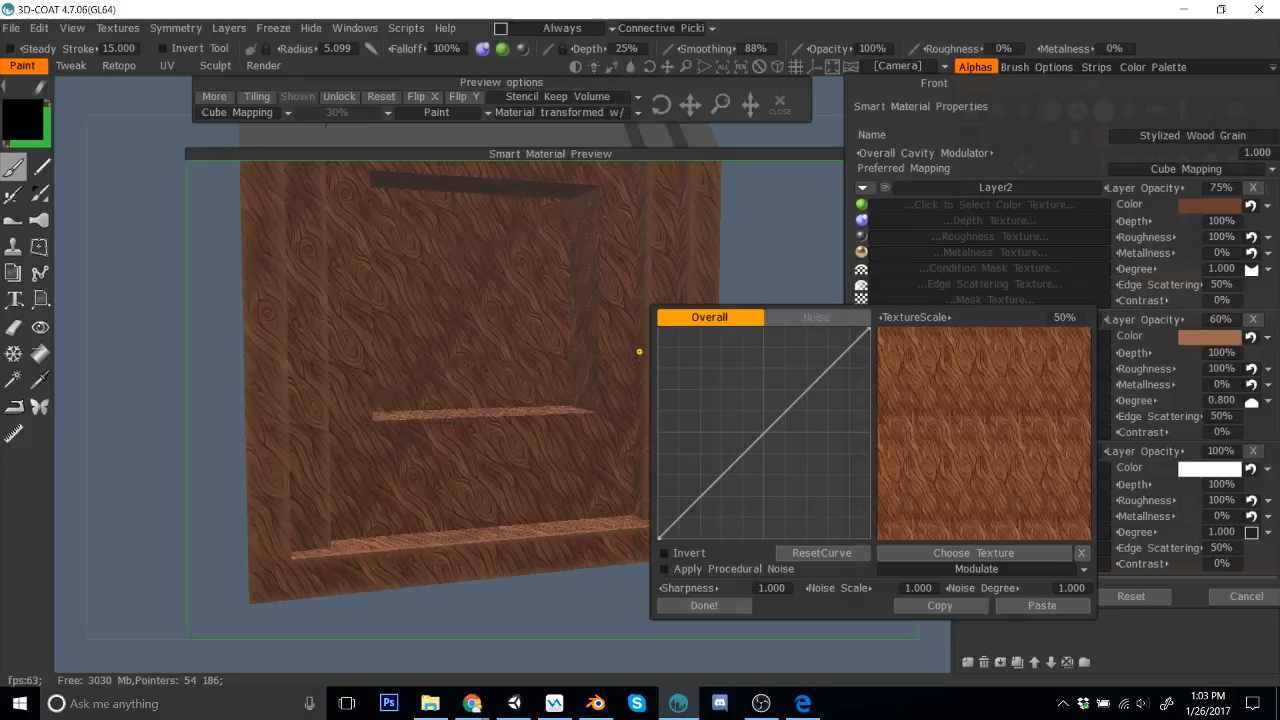 3D-COAT 4.7.06(GL64)
File Edit View Textures Symmetry Layers Freeze Hide Windows Scripts Help Always Connective Picki
Steady Stroke 15.000 Invert Tool Radius 5.099 Falloff 100% Depth 25% Smoothing 88% Opacity 100% Roughness 0% Metalness 0%
Paint Tweak Retopo UV Sculpt Render [Camera] Alphas Brush Options Strips Color Palette
Preview options
Front
More Tiling Shown Unlock Reset Flip X Flip Y Stencil Keep Volume
Cube Mapping 30% Paint Material transformed w/ CLOSE
Smart Material Properties
Name Stylized Wood Grain
Overall Cavity Modulator 1.000
Preferred Mapping Cube Mapping
Smart Material Preview
Layer2 Layer Opacity 75% X
...Click to Select Color Texture... Color
...Depth Texture... Depth 100%
...Roughness Texture... Roughness 100%
...Metalness Texture... Metallness 0%
...Condition Mask Texture... Degree 1.000
...Edge Scattering Texture... Edge Scattering 50%
...Mask Texture... Contrast 0%
Overall Noise TextureScale 50%
Layer Opacity 60% X
Color
Depth 100%
Roughness 100%
Metallness 0%
Degree 0.800
Edge Scattering 50%
Contrast 0%
Layer Opacity 100% X
Color
Depth 100%
Roughness 100%
Metallness 0%
Degree 1.000
Edge Scattering 50%
Contrast 0%
Invert ResetCurve Choose Texture X
Apply Procedural Noise Modulate
Sharpness 1.000 Noise Scale 1.000 Noise Degree 1.000
Done! Copy Paste
Reset Cancel
fps:63; Free: 3030 Mb,Pointers: 54 186;
Ask me anything
1:03 PM
1/26/2017